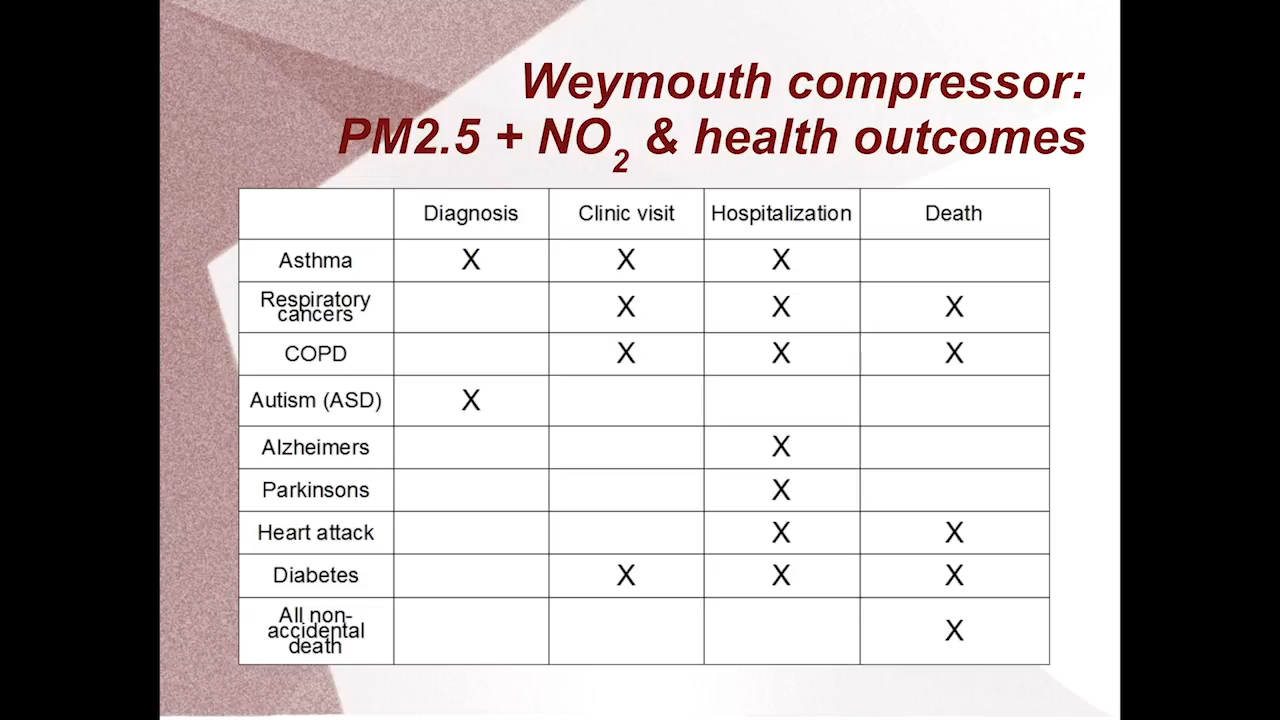 Weymouth compressor:
PM2.5 + NO2 & health outcomes
Diagnosis Clinic visit Hospitalization Death
Asthma X X X
Respiratory
cancers X X X
COPD X X X
Autism (ASD) X
Alzheimers X
Parkinsons X
Heart attack X X
Diabetes X X X
All non-
accidental X
death